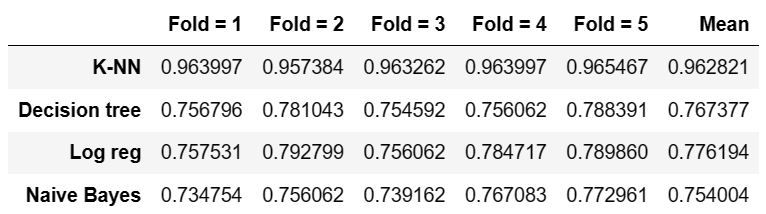 Fold = 1 Fold = 2 Fold = 3 Fold = 4 Fold = 5 Mean
K-NN 0.963997 0.957384 0.963262 0.963997 0.965467 0.962821
Decision tree 0.756796 0.781043 0.754592 0.756062 0.788391 0.767377
Log reg 0.757531 0.792799 0.756062 0.784717 0.789860 0.776194
Naive Bayes 0.734754 0.756062 0.739162 0.767083 0.772961 0.754004